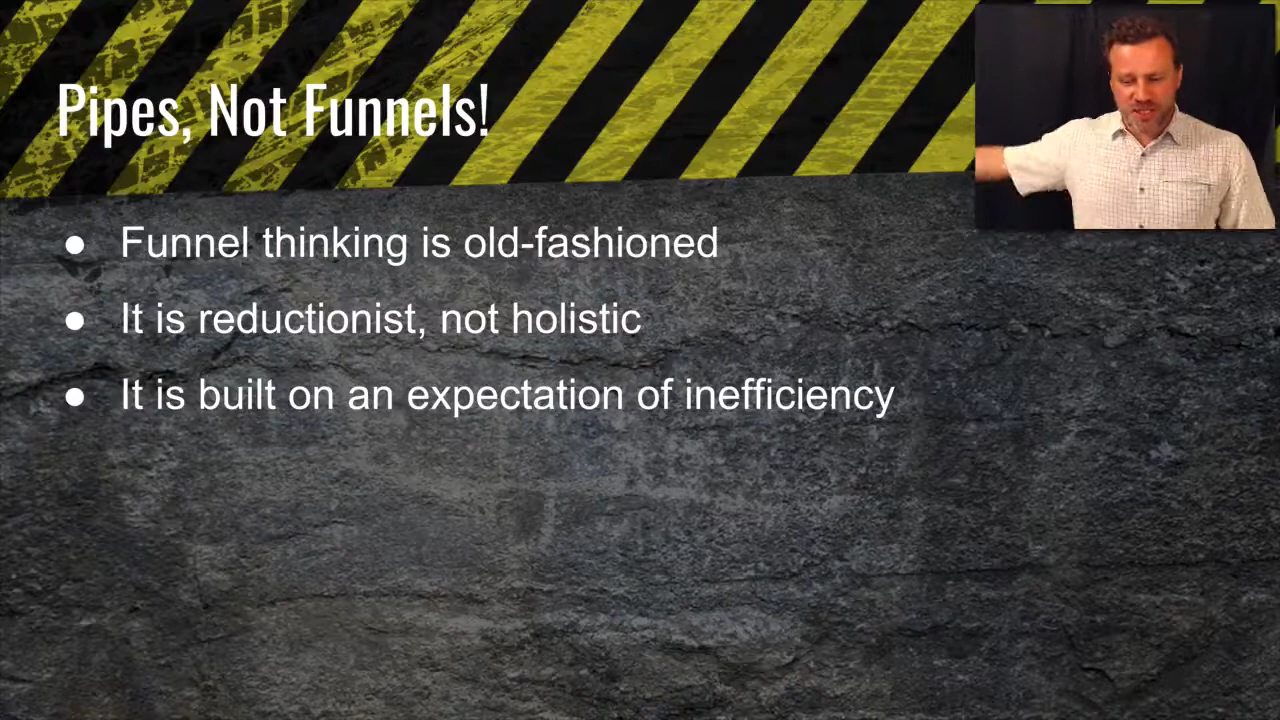 Pipes, Not Funnels!
● Funnel thinking is old-fashioned
● It is reductionist, not holistic
● It is built on an expectation of inefficiency